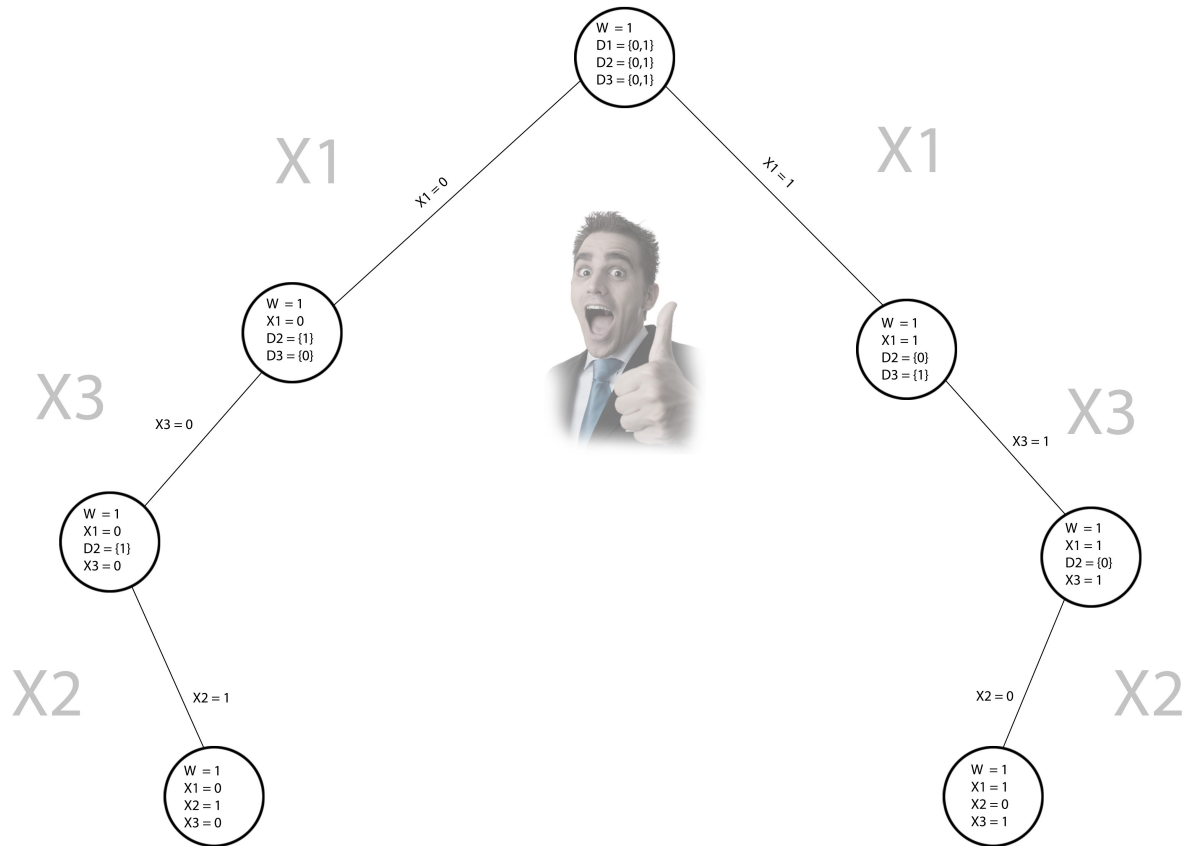 W = 1
D1 = {0,1}
D2 = {0,1}
D3 = {0,1}
X1
X1
X1 = 0
X1 = 1
W = 1
X1 = 0
D2 = {1}
D3 = {0}
W = 1
X1 = 1
D2 = {0}
D3 = {1}
X3
X3
X3 = 0
X3 = 1
W = 1
X1 = 0
D2 = {1}
X3 = 0
W = 1
X1 = 1
D2 = {0}
X3 = 1
X2
X2
X2 = 1
X2 = 0
W = 1
X1 = 0
X2 = 1
X3 = 0
W = 1
X1 = 1
X2 = 0
X3 = 1